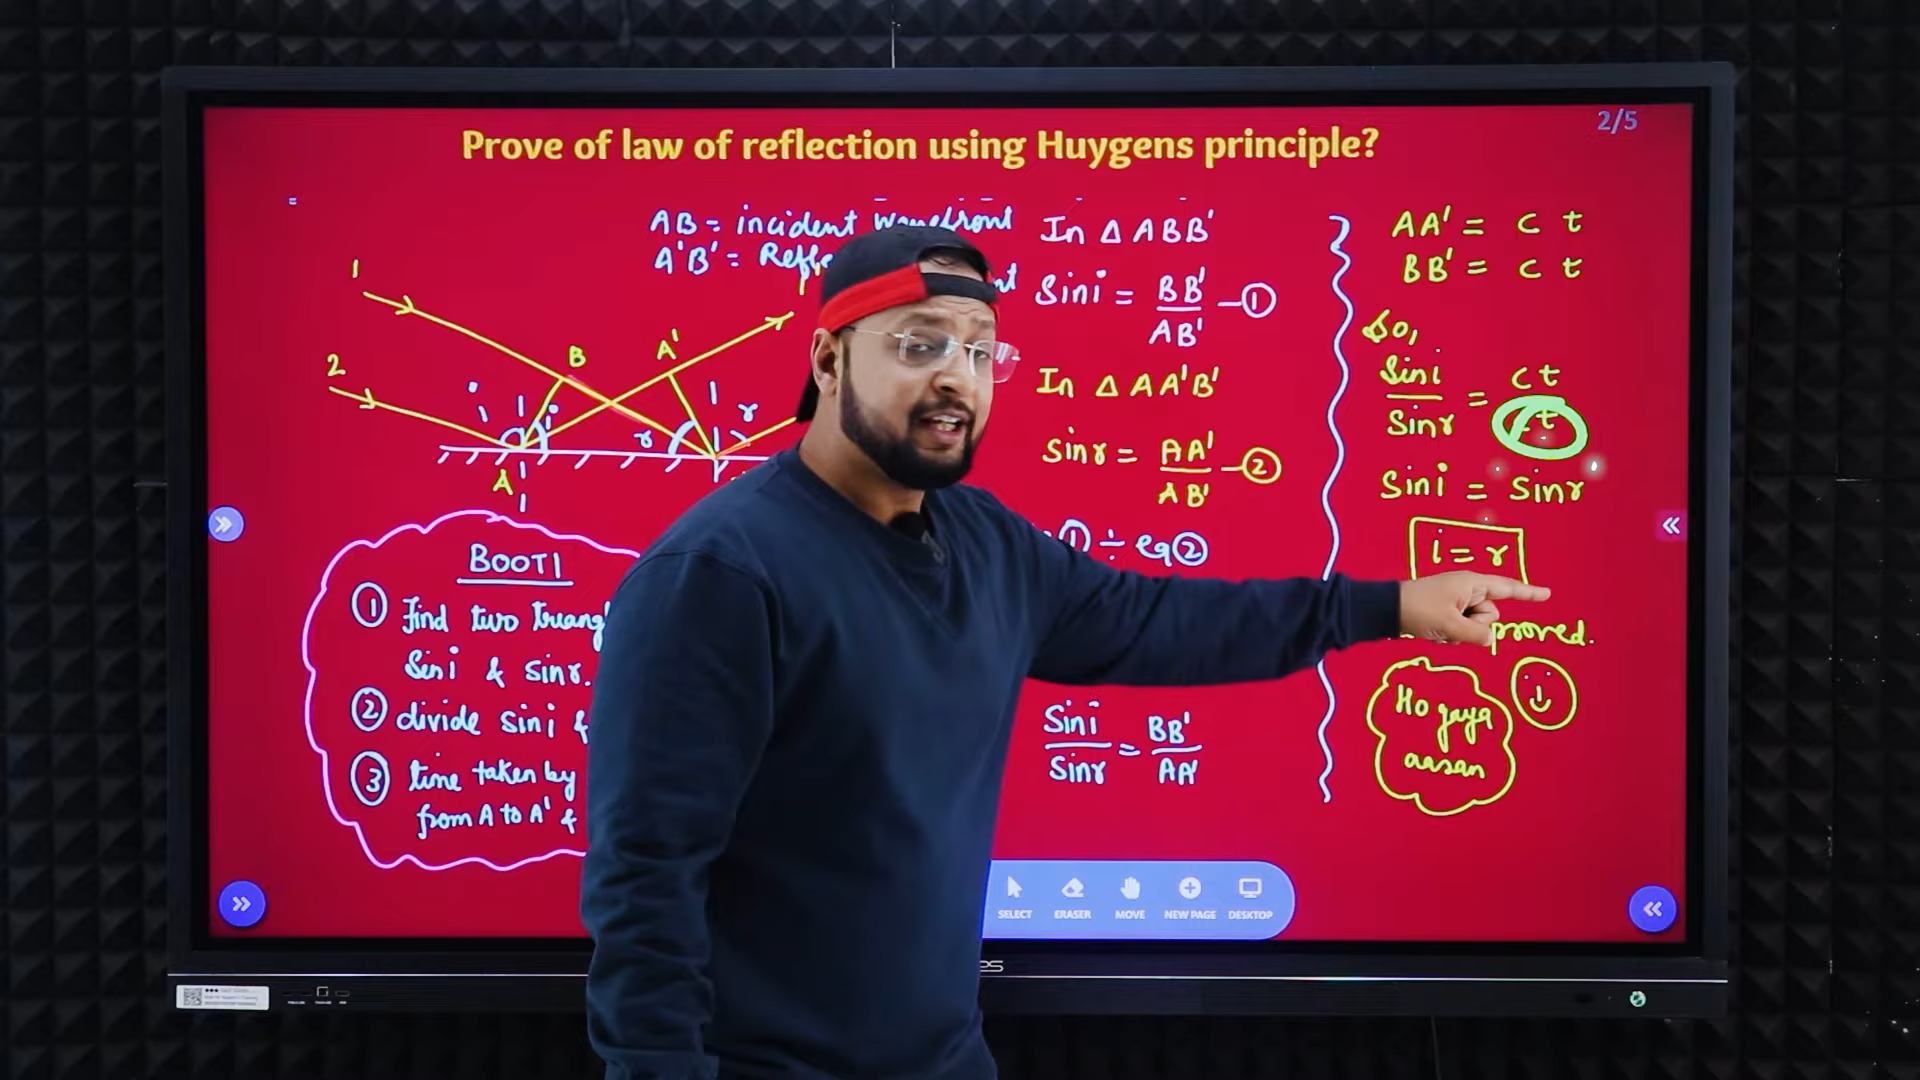 2/5
Prove of law of reflection using Huygens principle?
AB = incident wavefront
A'B' = Refle
1
2
B
A'
i
i
r
r
A
BOOTI
① find two triang
Sini & sinr.
② divide sini &
③ time taken by
from A to A' &
In Δ ABB'
Sini = BB'/AB' — ①
In Δ AA'B'
sinr = AA'/AB' — ②
① ÷ eq②
Sini/Sinr = BB'/AA'
AA' = c t
BB' = c t
So,
Sini/Sinr = ct/ t
Sini = Sinr
i = r
proved.
Ho gaya
aasan
SELECT
ERASER
MOVE
NEW PAGE
DESKTOP